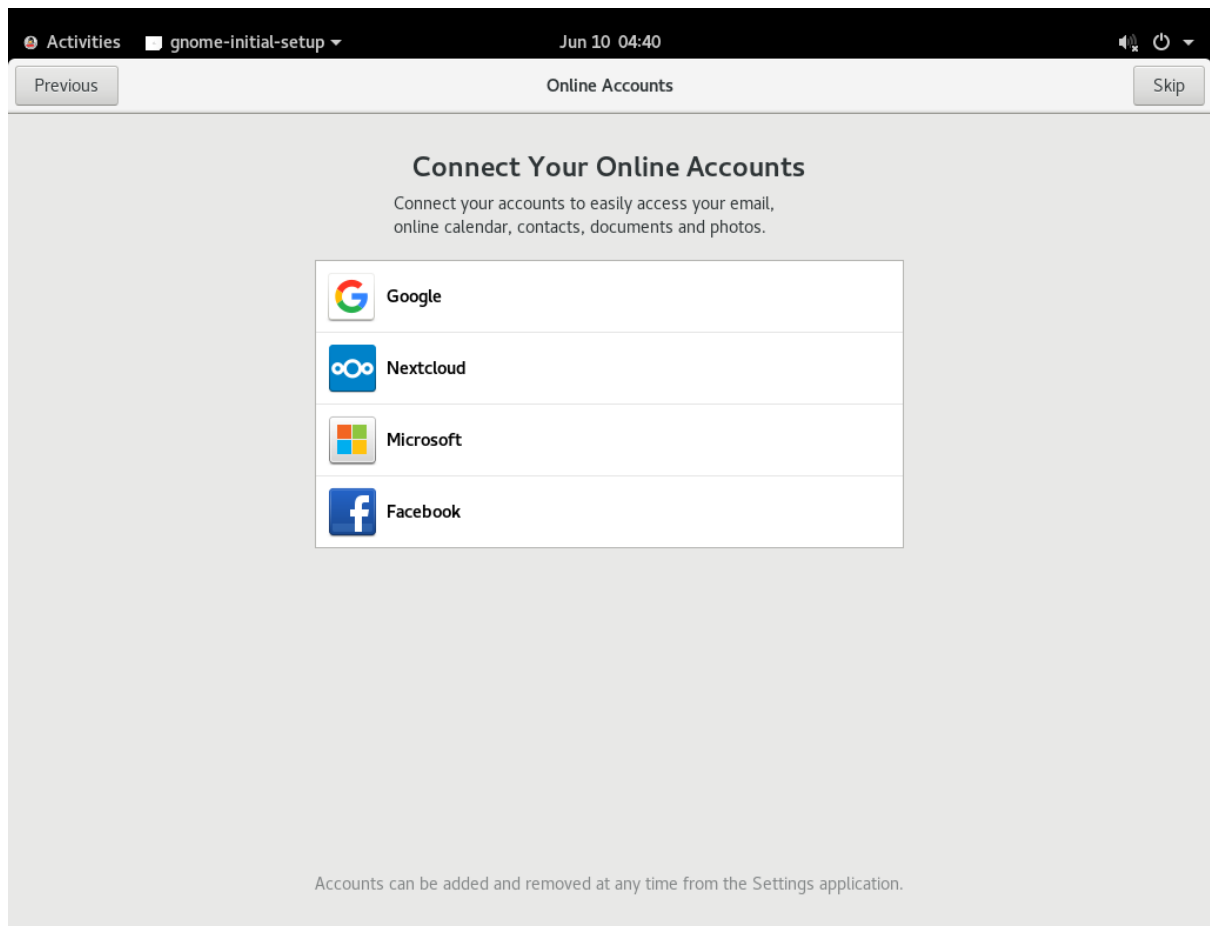 Activities gnome-initial-setup Jun 10 04:40
Previous Online Accounts Skip
Connect Your Online Accounts
Connect your accounts to easily access your email,
online calendar, contacts, documents and photos.
Google
Nextcloud
Microsoft
Facebook
Accounts can be added and removed at any time from the Settings application.